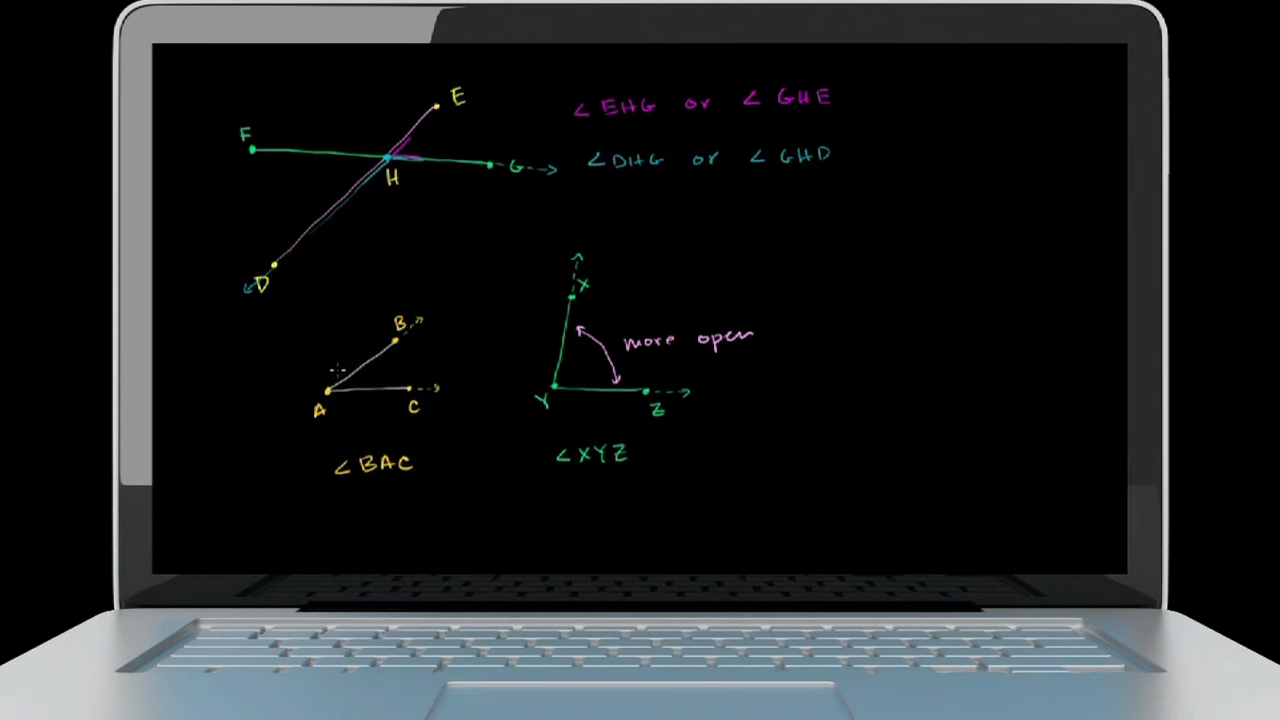 E
∠EHG or ∠GHE
F
∠DHG or ∠GHD
G
H
D
X
B
more open
A
C
Y
Z
∠BAC
∠XYZ